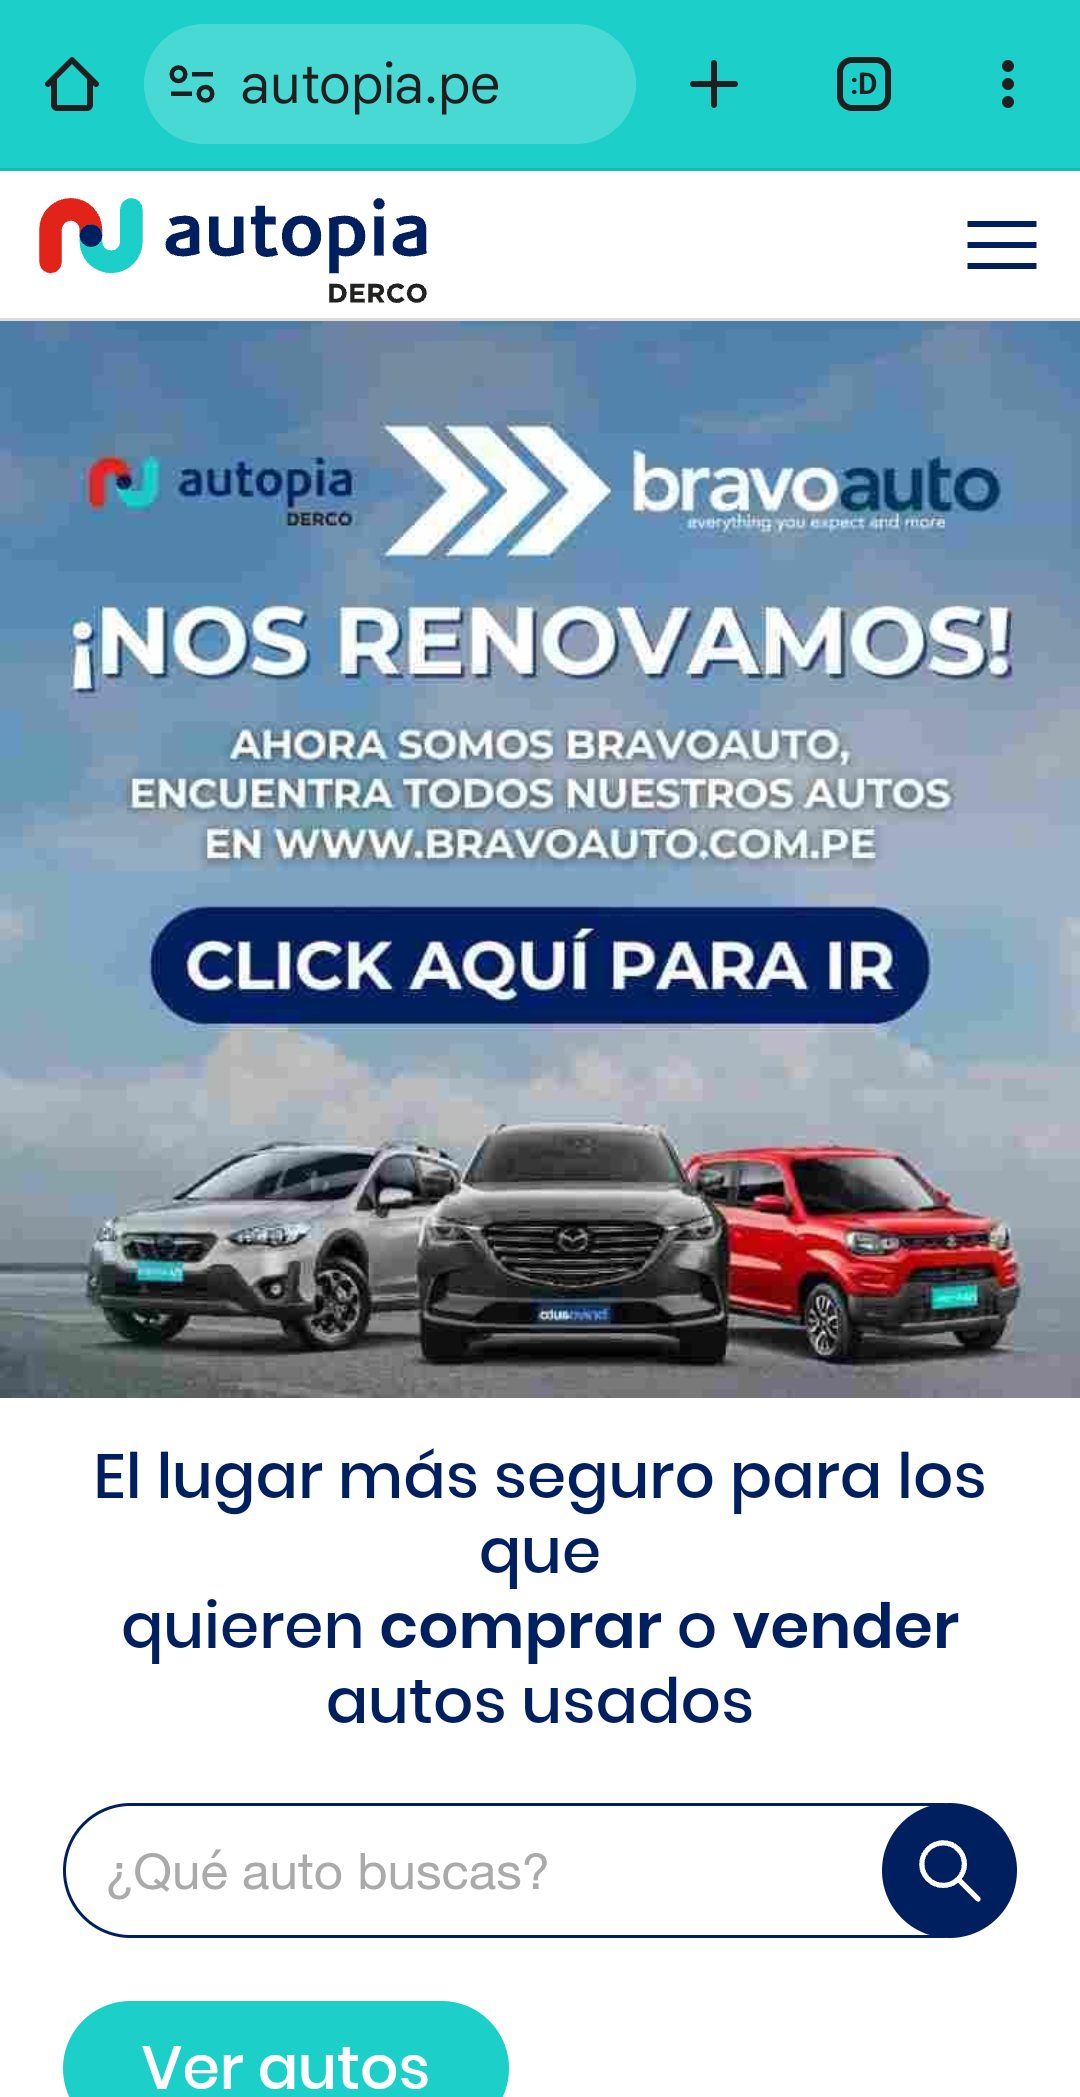 autopia.pe
:D
autopia
DERCO
autopia
DERCO
bravoauto
everything you expect and more
¡NOS RENOVAMOS!
AHORA SOMOS BRAVOAUTO,
ENCUENTRA TODOS NUESTROS AUTOS
EN WWW.BRAVOAUTO.COM.PE
CLICK AQUÍ PARA IR
El lugar más seguro para los
que
quieren comprar o vender
autos usados
¿Qué auto buscas?
Ver autos